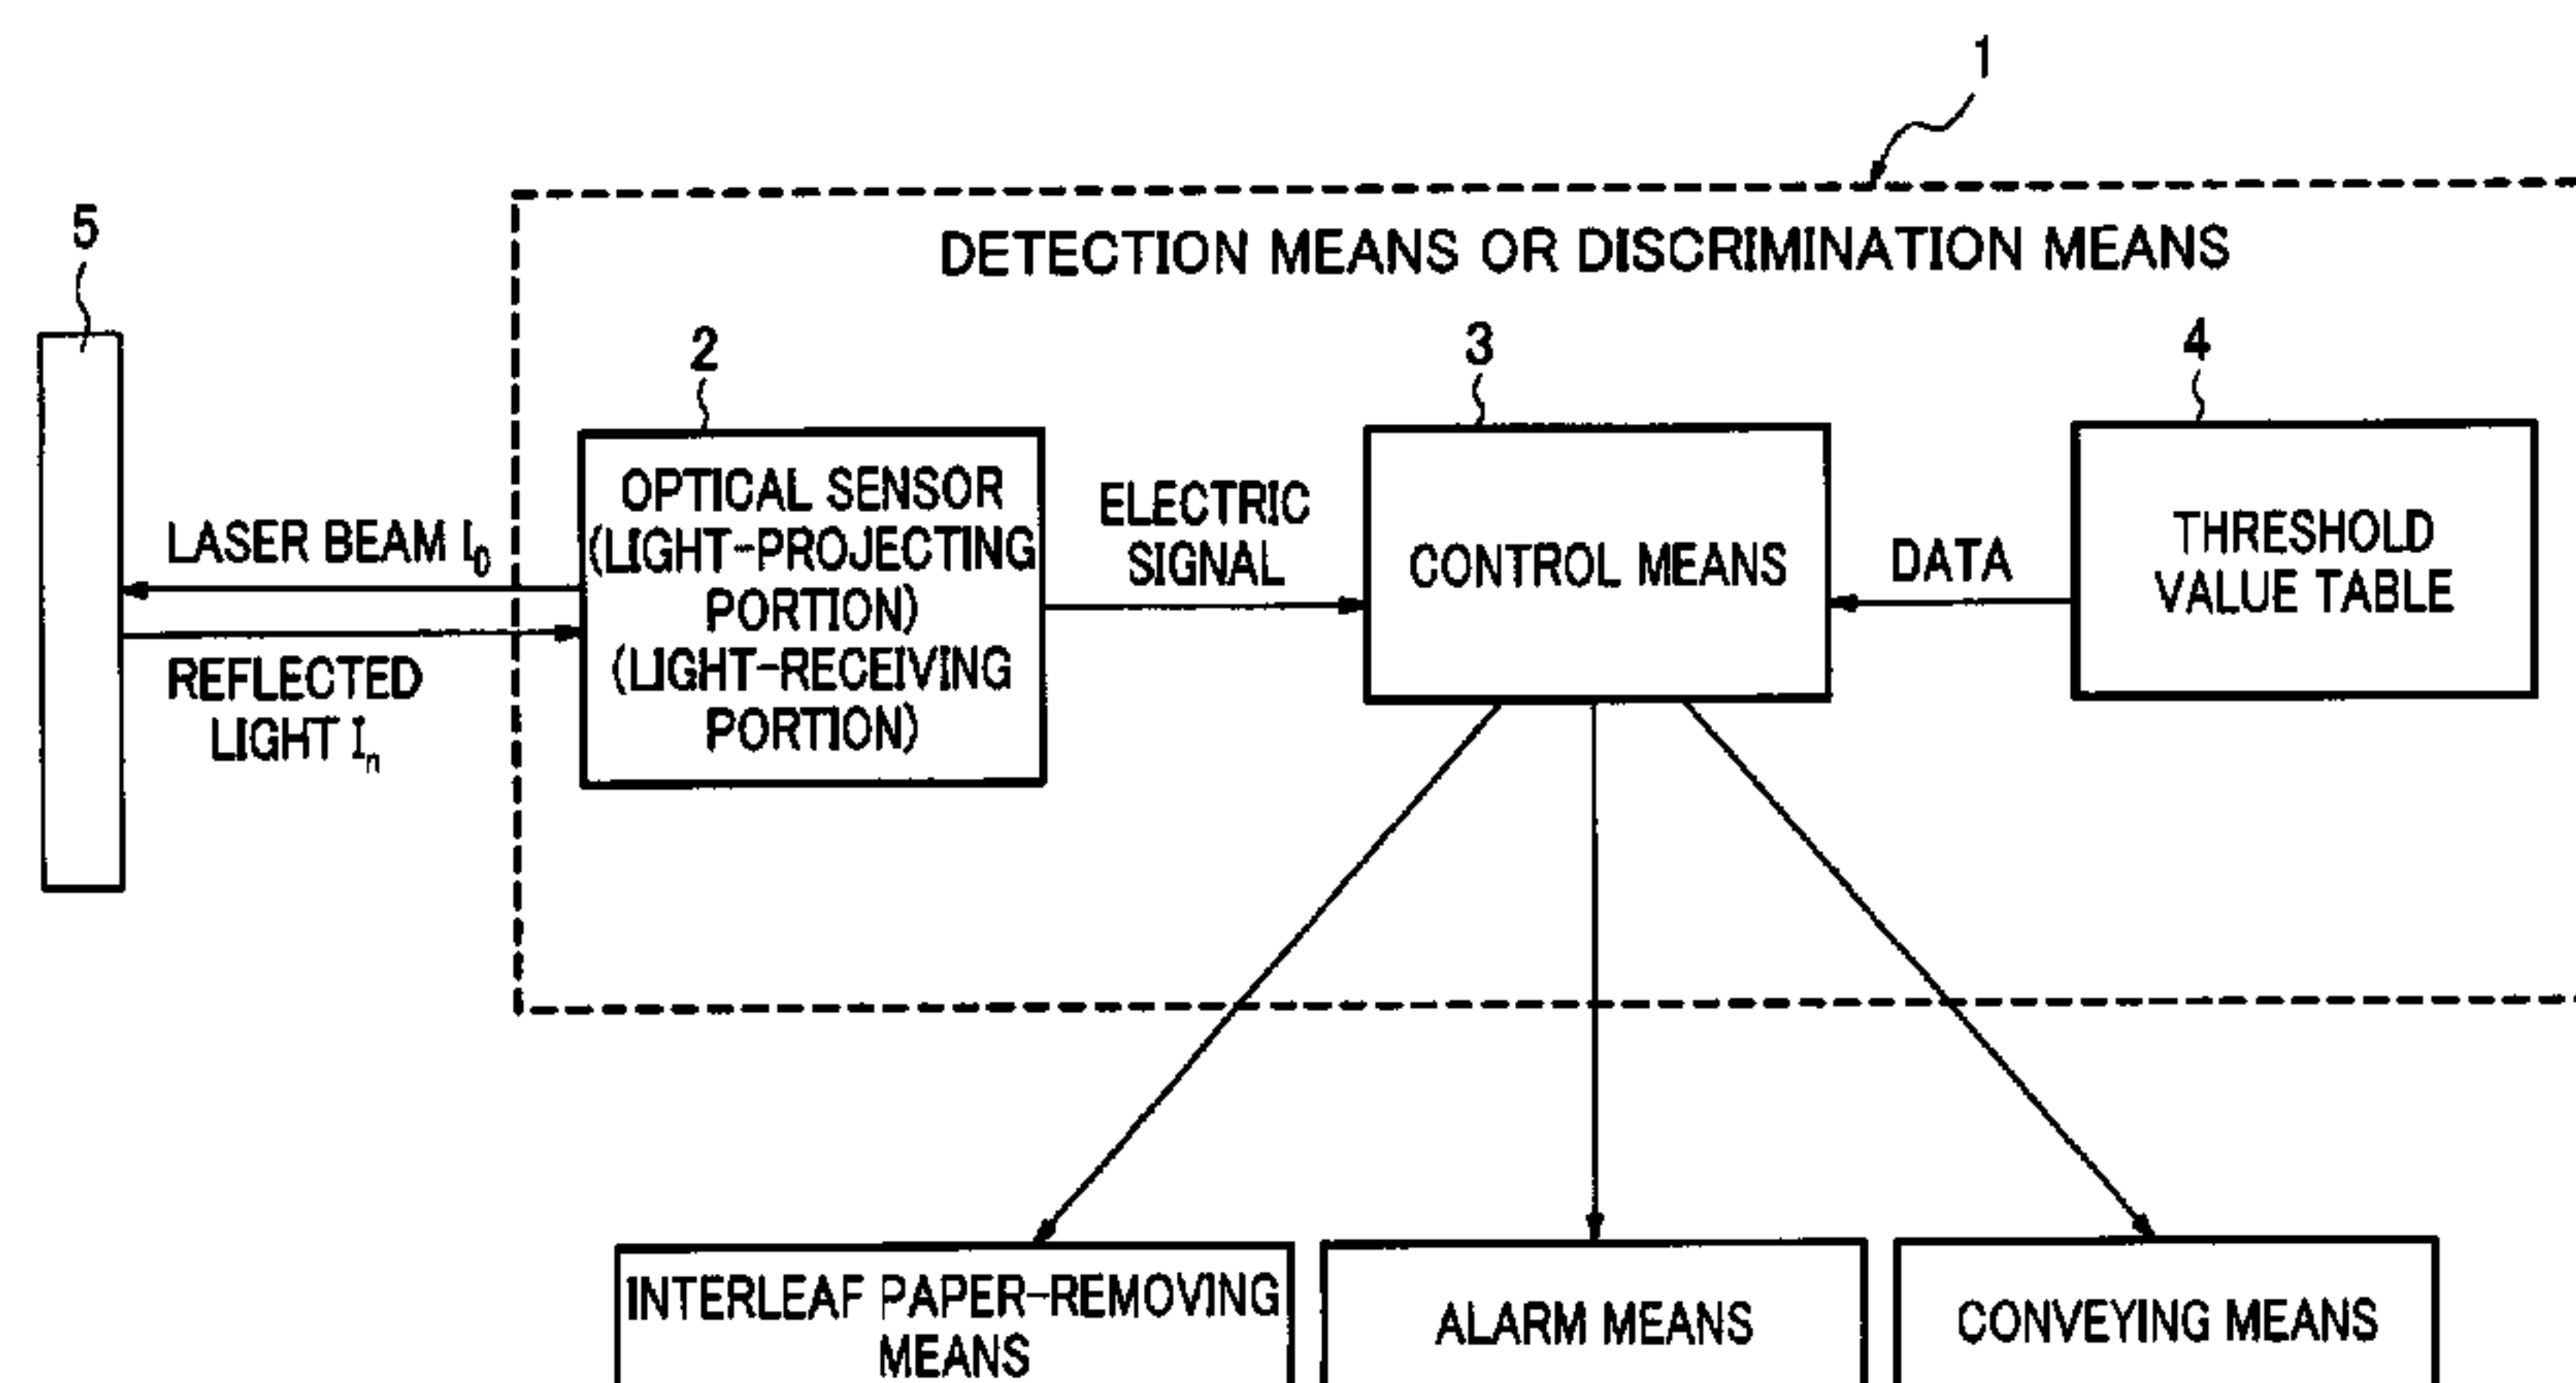 1
5
DETECTION MEANS OR DISCRIMINATION MEANS
2
3
4
OPTICAL SENSOR
(LIGHT-PROJECTING
PORTION)
(LIGHT-RECEIVING
PORTION)
LASER BEAM I₀
REFLECTED
LIGHT Iₙ
ELECTRIC
SIGNAL
CONTROL MEANS
DATA
THRESHOLD
VALUE TABLE
INTERLEAF PAPER-REMOVING
MEANS
ALARM MEANS
CONVEYING MEANS